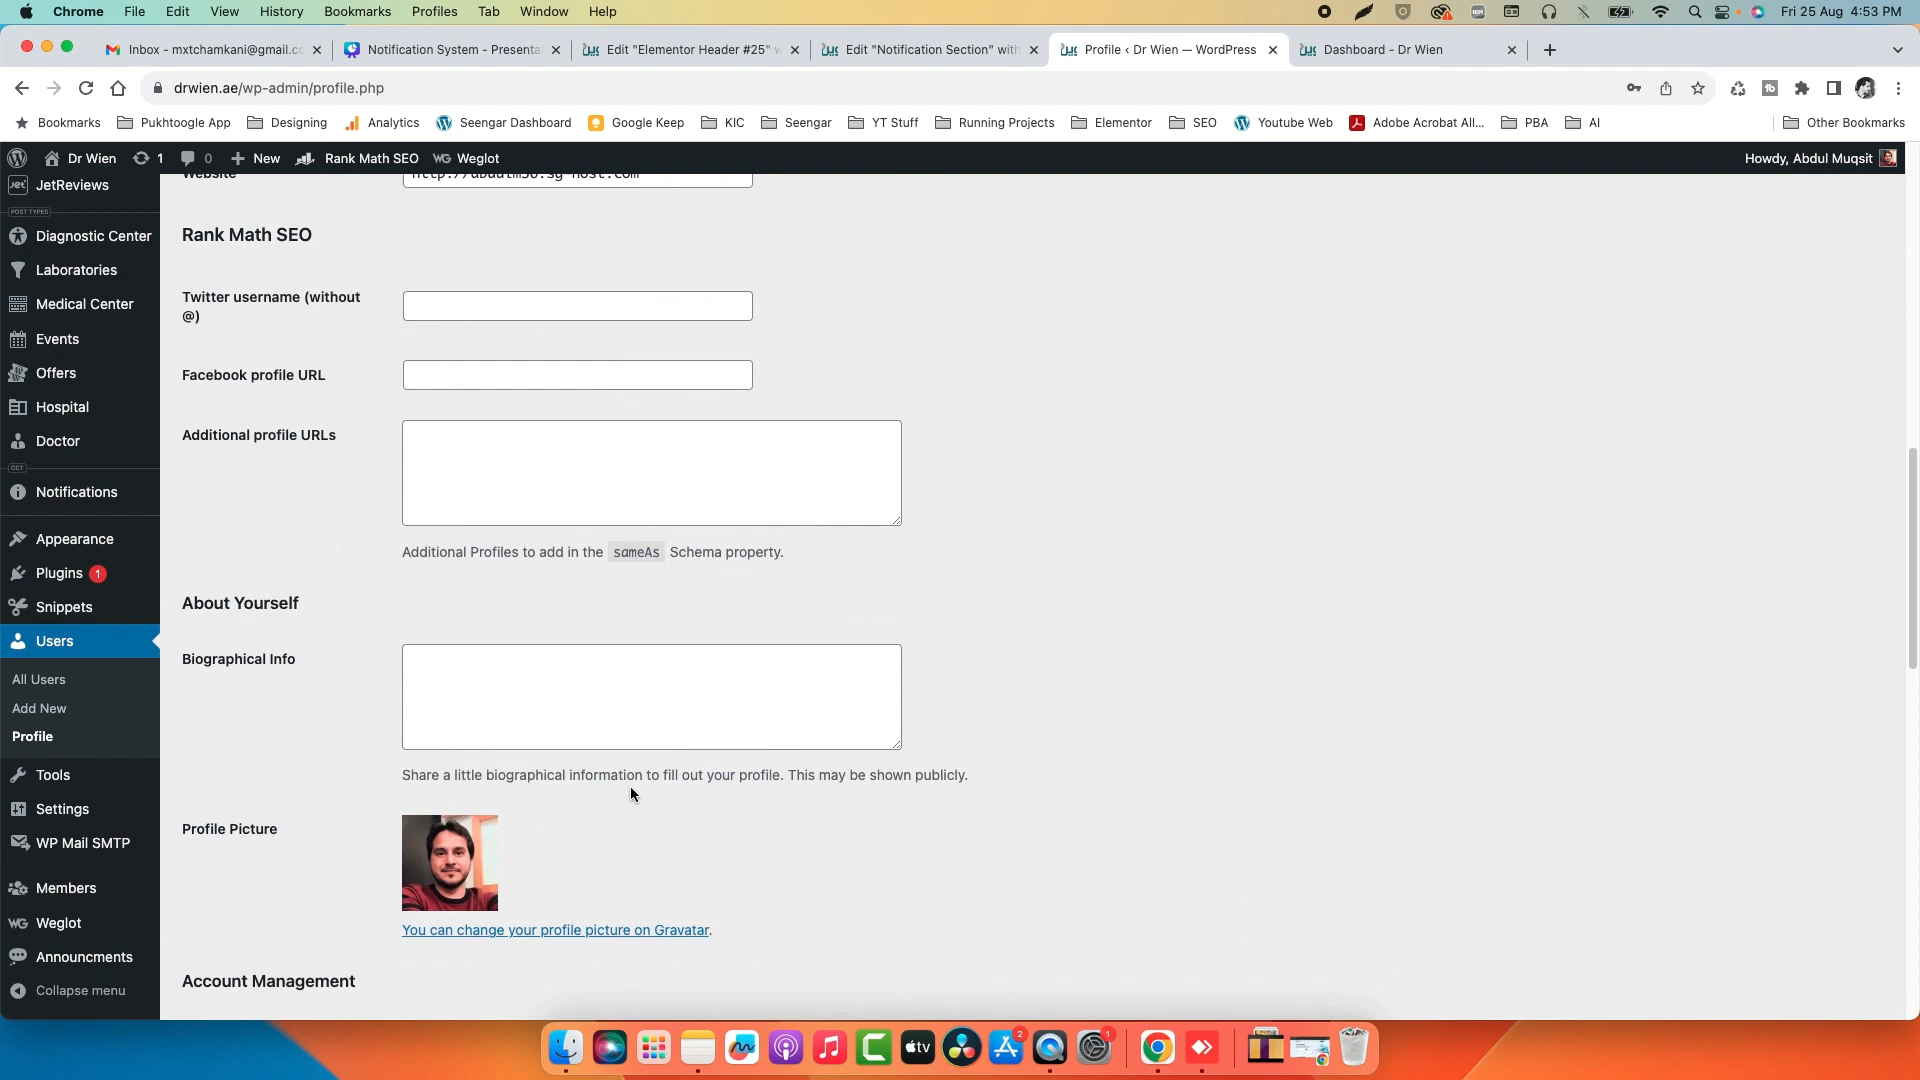 Chrome File Edit View History Bookmarks Profiles Tab Window Help Fri 25 Aug 4:53 PM
Inbox - mxtchamkani@gmail.co Notification System - Presenta Edit "Elementor Header #25" w Edit "Notification Section" with Profile ‹ Dr Wien — WordPress Dashboard - Dr Wien
drwien.ae/wp-admin/profile.php
Bookmarks Pukhtoogle App Designing Analytics Seengar Dashboard Google Keep KIC Seengar YT Stuff Running Projects Elementor SEO Youtube Web Adobe Acrobat All... PBA AI Other Bookmarks
Dr Wien 1 0 New Rank Math SEO WG Weglot Howdy, Abdul Muqsit
Jet JetReviews
POST TYPES
Diagnostic Center
Laboratories
Medical Center
Events
Offers
Hospital
Doctor
CCT
Notifications
Appearance
Plugins 1
Snippets
Users
All Users
Add New
Profile
Tools
Settings
WP Mail SMTP
Members
WG Weglot
Announcments
Collapse menu
Website
Rank Math SEO
Twitter username (without
@)
Facebook profile URL
Additional profile URLs
Additional Profiles to add in the sameAs Schema property.
About Yourself
Biographical Info
Share a little biographical information to fill out your profile. This may be shown publicly.
Profile Picture
You can change your profile picture on Gravatar.
Account Management
tv 2 1